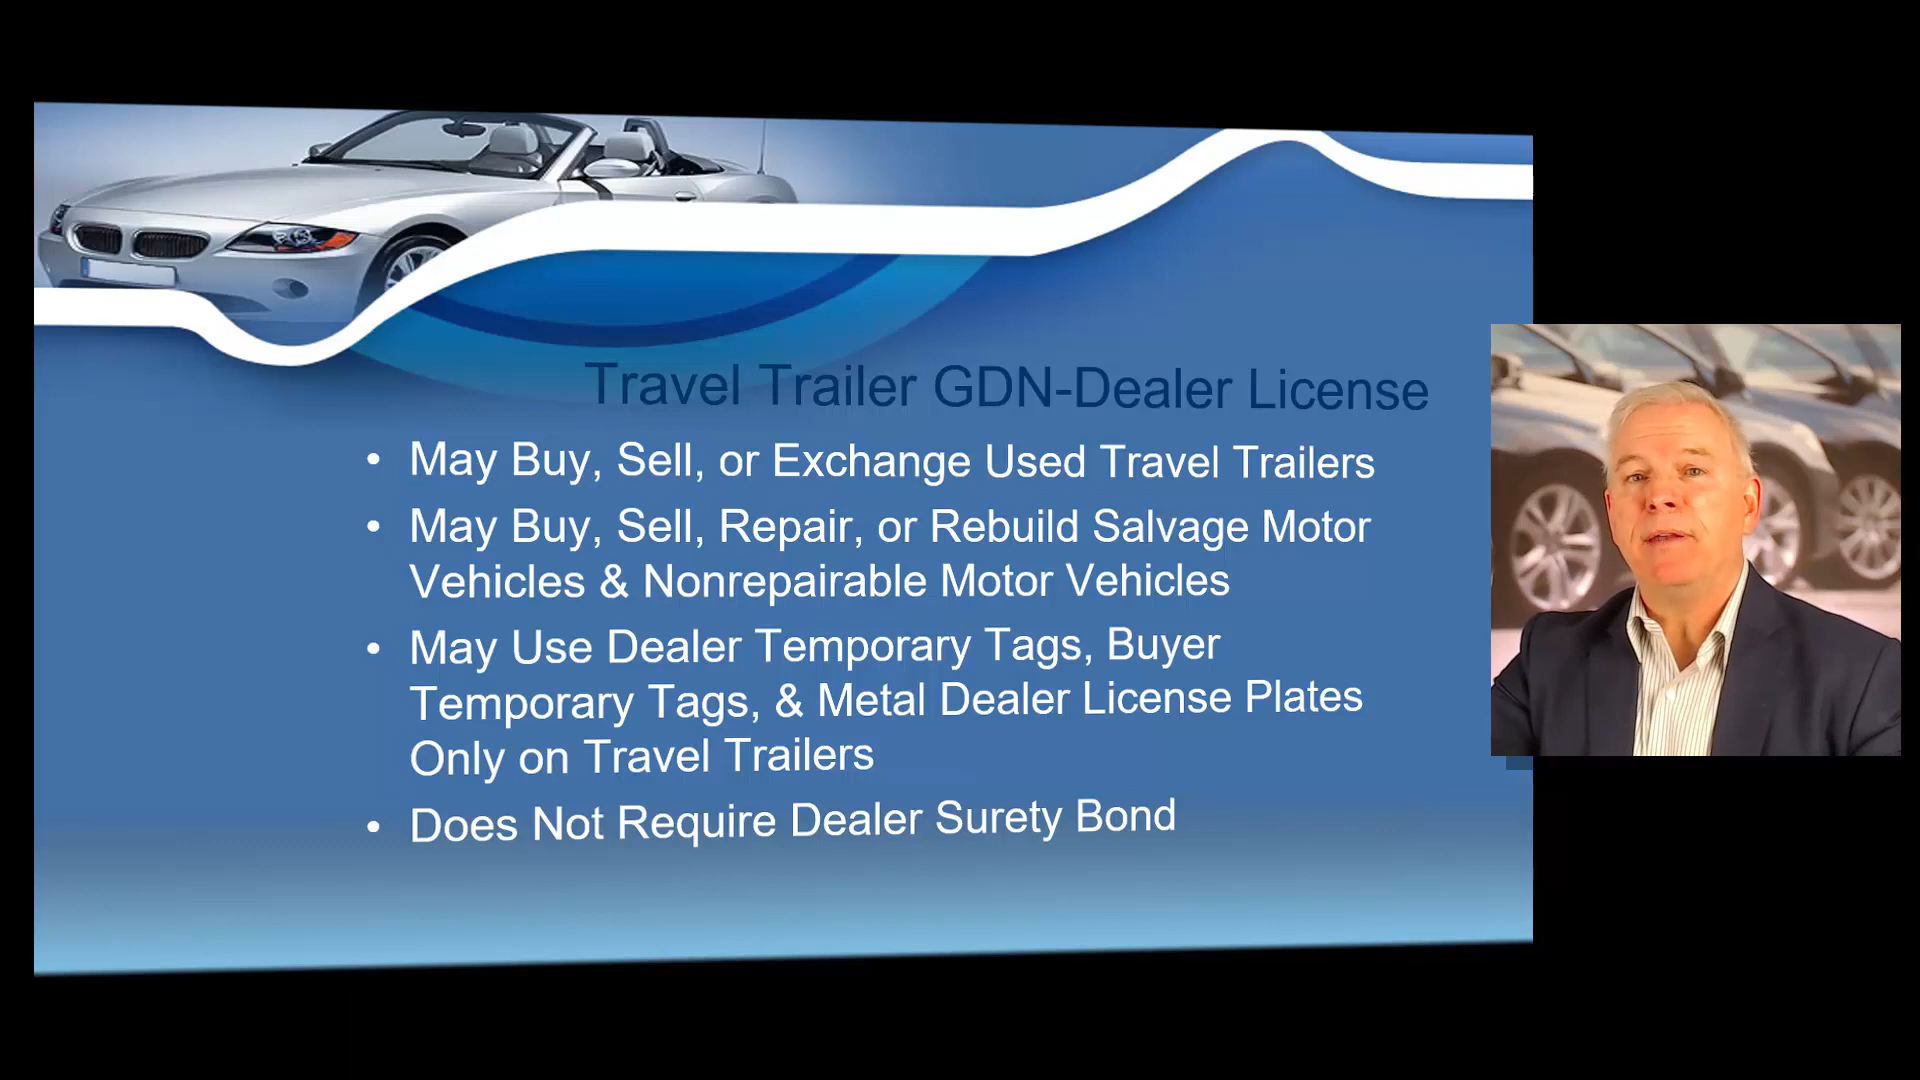 Travel Trailer GDN-Dealer License
• May Buy, Sell, or Exchange Used Travel Trailers
• May Buy, Sell, Repair, or Rebuild Salvage Motor
Vehicles & Nonrepairable Motor Vehicles
• May Use Dealer Temporary Tags, Buyer
Temporary Tags, & Metal Dealer License Plates
Only on Travel Trailers
• Does Not Require Dealer Surety Bond